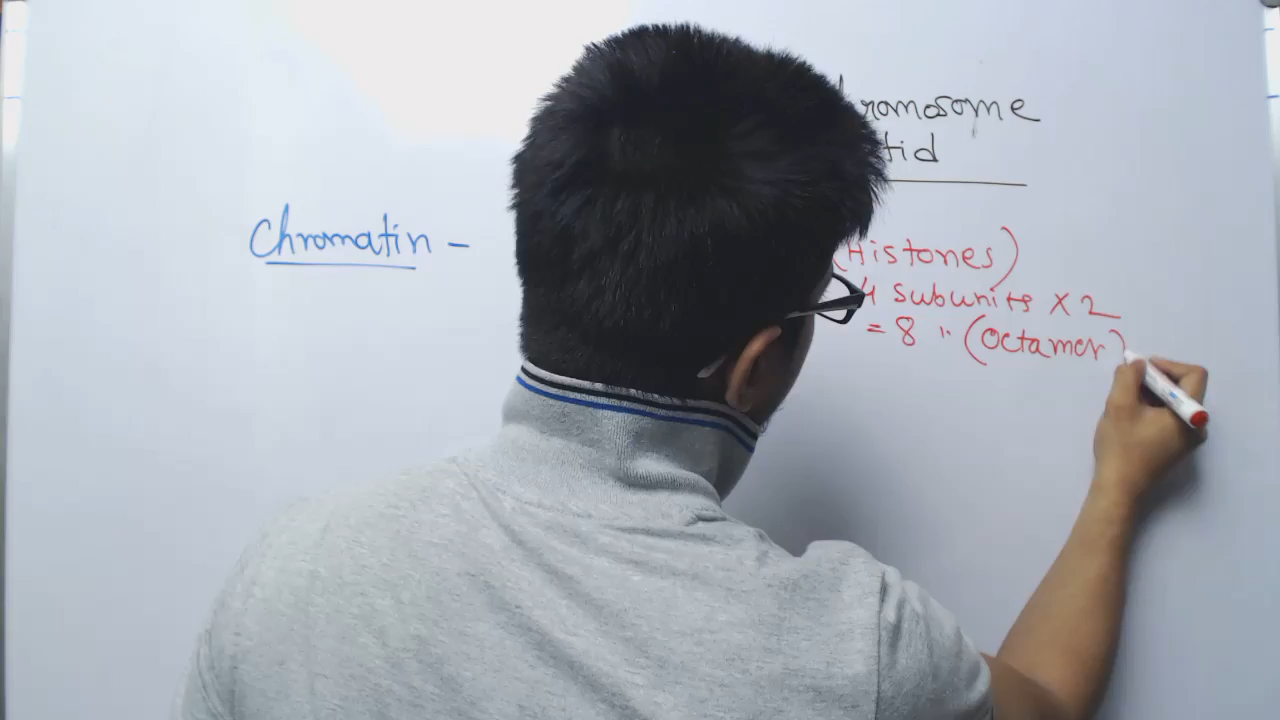 romosome
tid
Chromatin -
(Histones)
4 subunits x 2
= 8 " (Octamer)